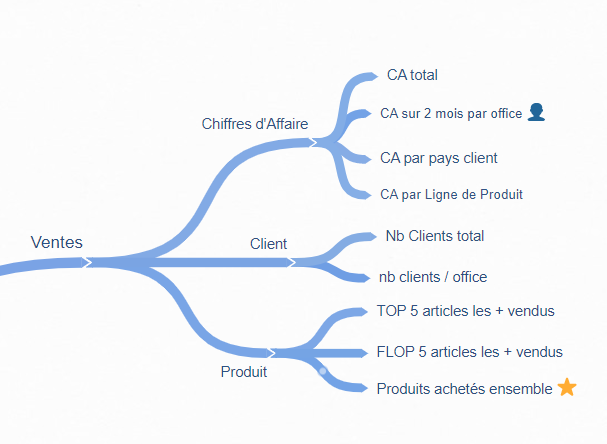 Ventes
Chiffres d'Affaire
CA total
CA sur 2 mois par office
CA par pays client
CA par Ligne de Produit
Client
Nb Clients total
nb clients / office
Produit
TOP 5 articles les + vendus
FLOP 5 articles les + vendus
Produits achetés ensemble